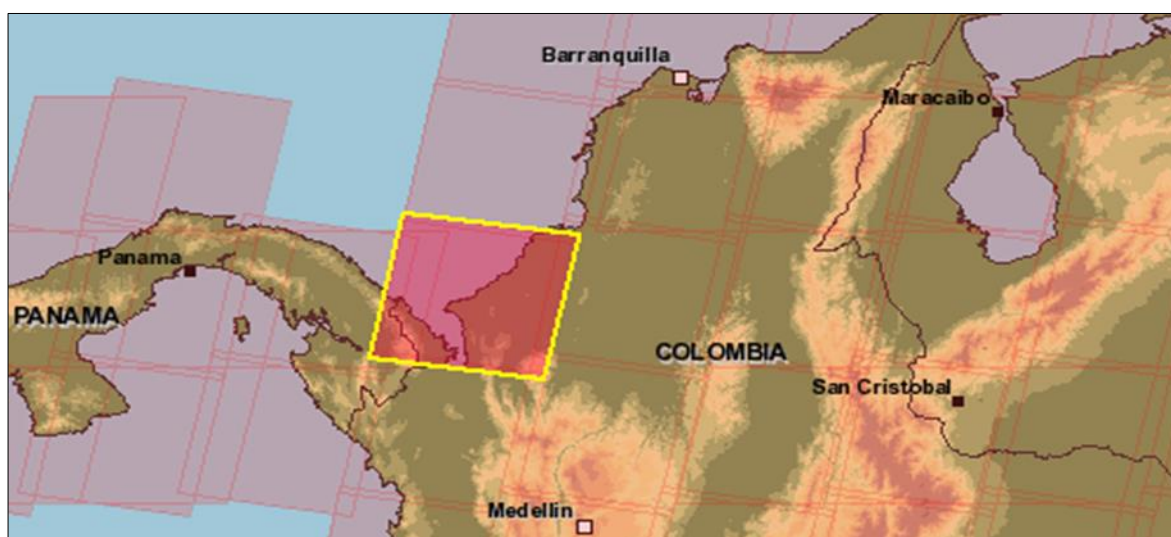 Barranquilla
Maracaibo
Panama
PANAMA
COLOMBIA
San Cristobal
Medellin